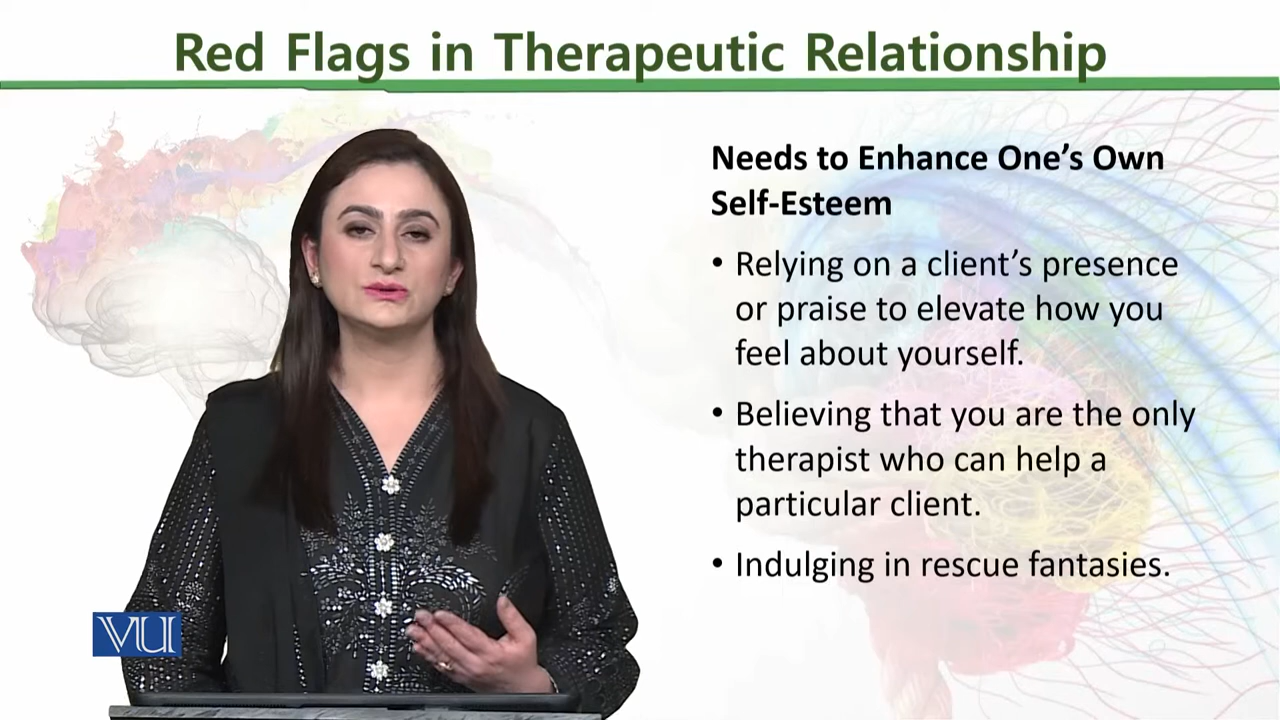 Red Flags in Therapeutic Relationship
Needs to Enhance One’s Own
Self-Esteem
• Relying on a client’s presence
or praise to elevate how you
feel about yourself.
• Believing that you are the only
therapist who can help a
particular client.
• Indulging in rescue fantasies.
VU